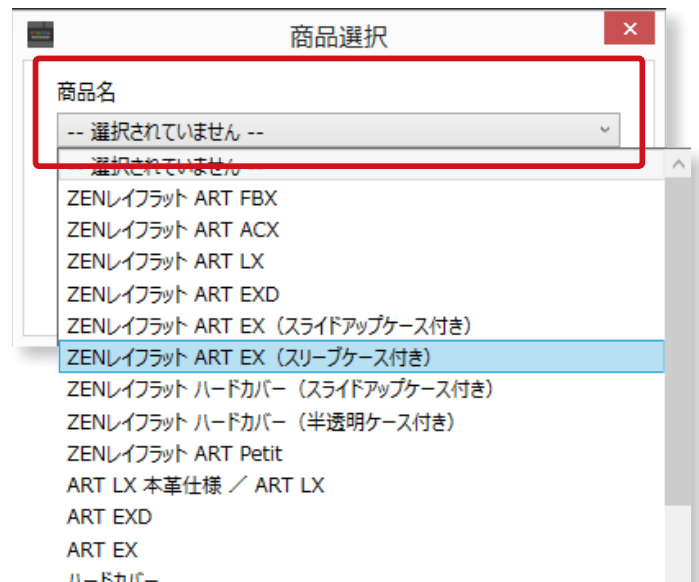 商品選択
商品名
-- 選択されていません --
-- 選択されていません --
ZENレイフラット ART FBX
ZENレイフラット ART ACX
ZENレイフラット ART LX
ZENレイフラット ART EXD
ZENレイフラット ART EX（スライドアップケース付き）
ZENレイフラット ART EX（スリーブケース付き）
ZENレイフラット ハードカバー（スライドアップケース付き）
ZENレイフラット ハードカバー（半透明ケース付き）
ZENレイフラット ART Petit
ART LX 本革仕様 ／ ART LX
ART EXD
ART EX
ハードカバー